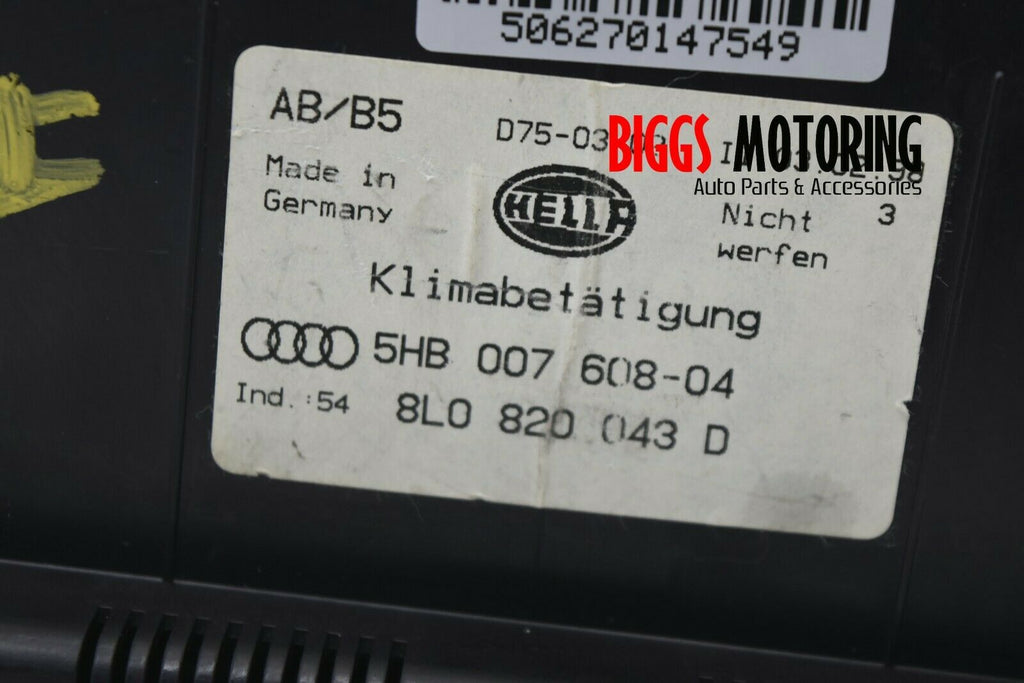 506270147549
AB/B5
D75-03
BIGGS MOTORING
Auto Parts & Accessories
Made in
Germany
HELLA
Nicht 3
werfen
Klimabetätigung
5HB 007 608-04
Ind.:54 8L0 820 043 D